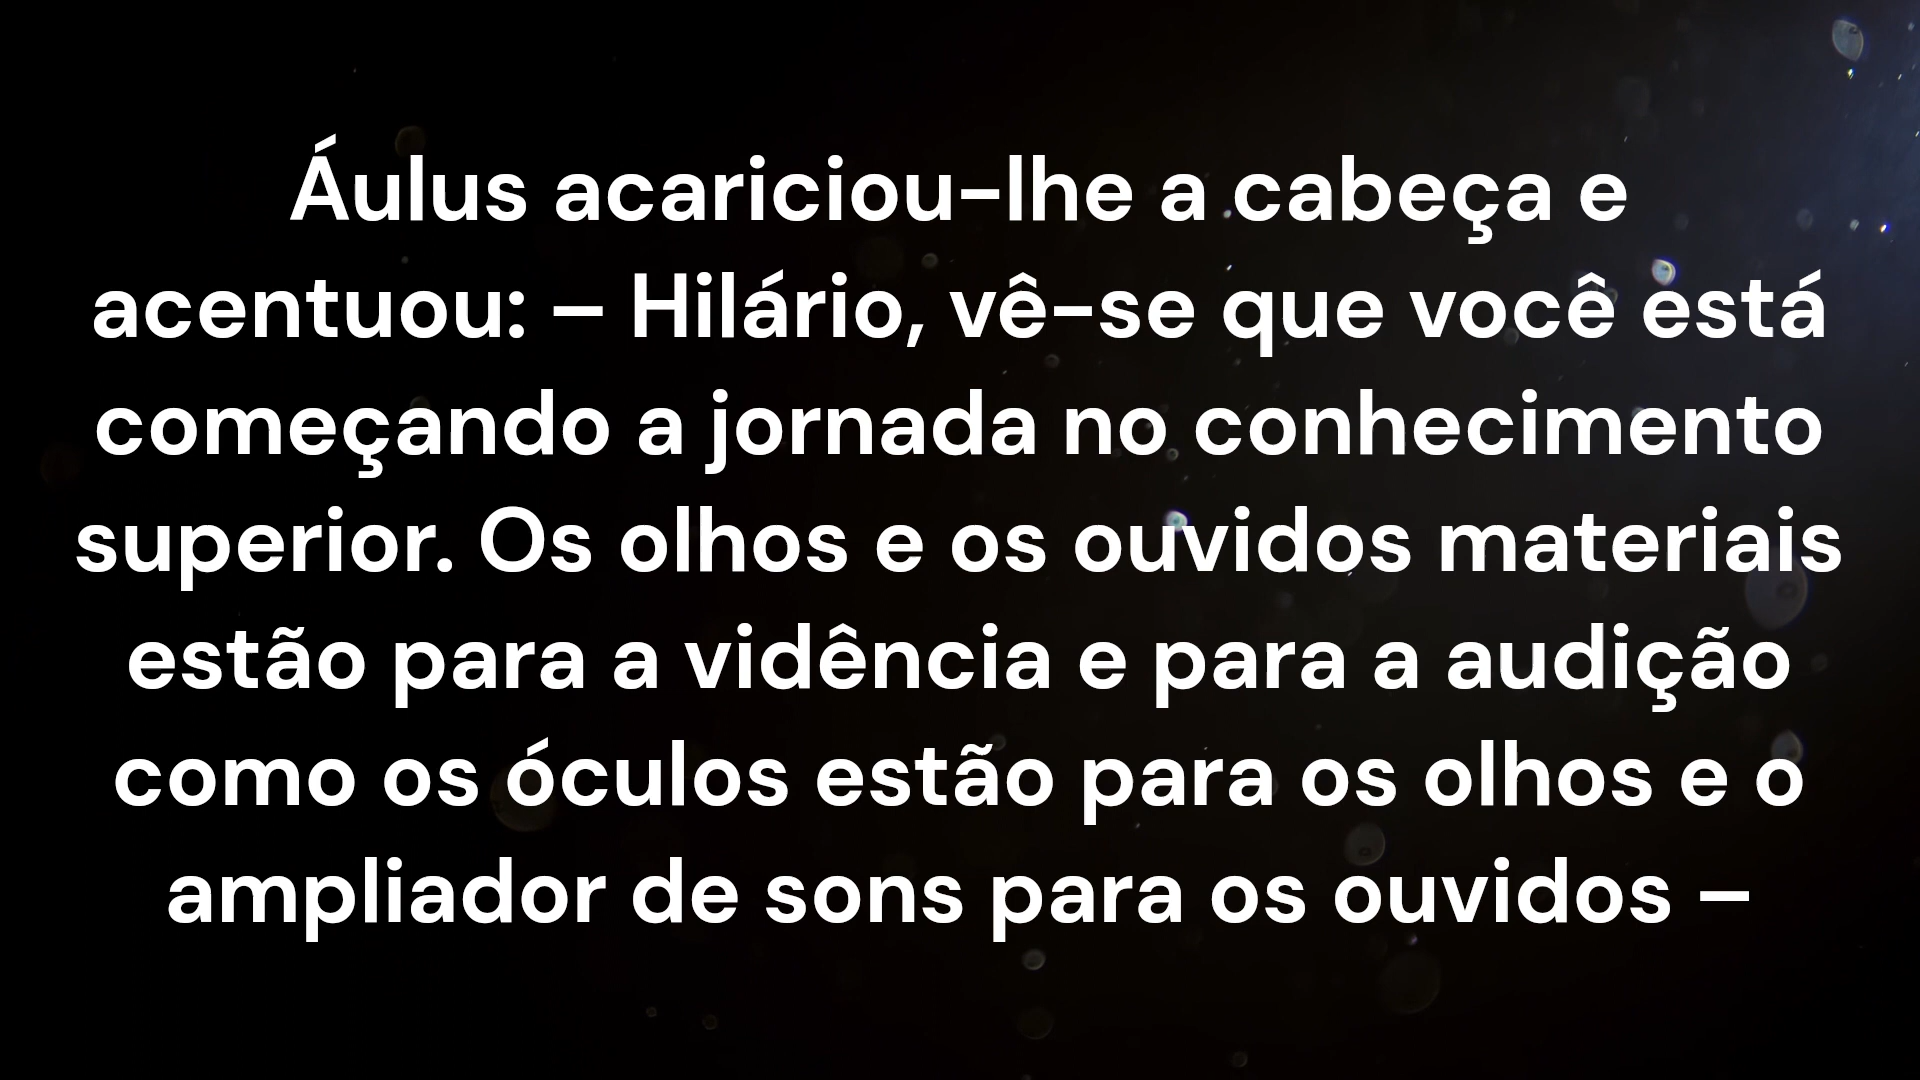 Áulus acariciou-lhe a cabeça e
acentuou: – Hilário, vê-se que você está
começando a jornada no conhecimento
superior. Os olhos e os ouvidos materiais
estão para a vidência e para a audição
como os óculos estão para os olhos e o
ampliador de sons para os ouvidos –